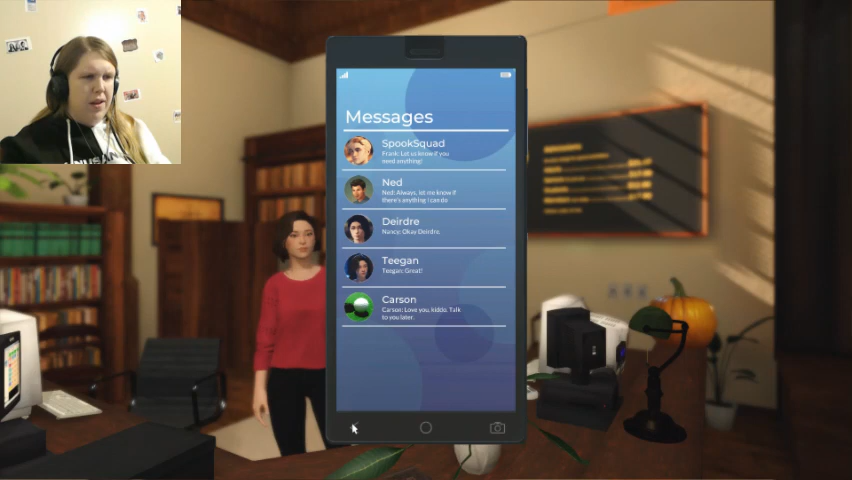 Messages
SpookSquad
Frank: Let us know if you
need anything!
Ned
Ned: Always, let me know if
there's anything I can do
Deirdre
Nancy: Okay Deirdre.
Teegan
Teegan: Great!
Carson
Carson: Love you, kiddo. Talk
to you later.